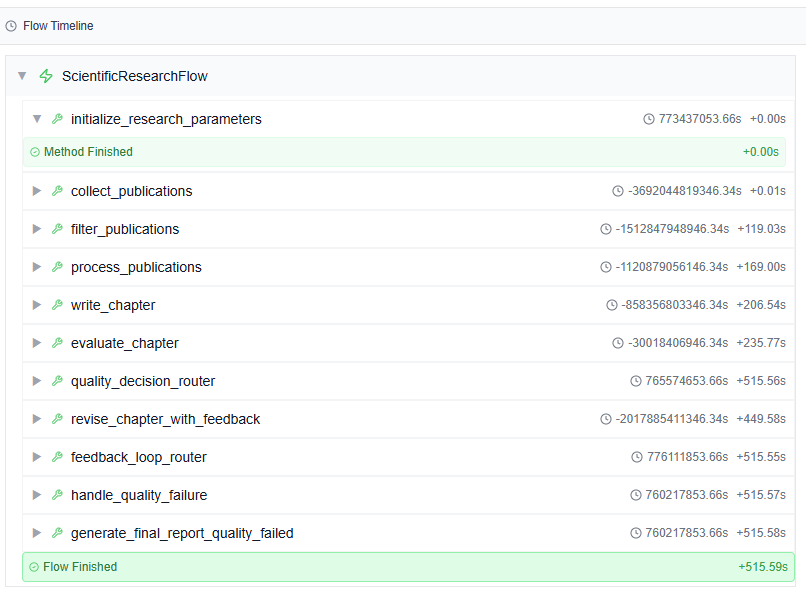 Flow Timeline
ScientificResearchFlow
initialize_research_parameters 773437053.66s +0.00s
Method Finished +0.00s
collect_publications -3692044819346.34s +0.01s
filter_publications -1512847948946.34s +119.03s
process_publications -1120879056146.34s +169.00s
write_chapter -858356803346.34s +206.54s
evaluate_chapter -30018406946.34s +235.77s
quality_decision_router 765574653.66s +515.56s
revise_chapter_with_feedback -2017885411346.34s +449.58s
feedback_loop_router 776111853.66s +515.55s
handle_quality_failure 760217853.66s +515.57s
generate_final_report_quality_failed 760217853.66s +515.58s
Flow Finished +515.59s